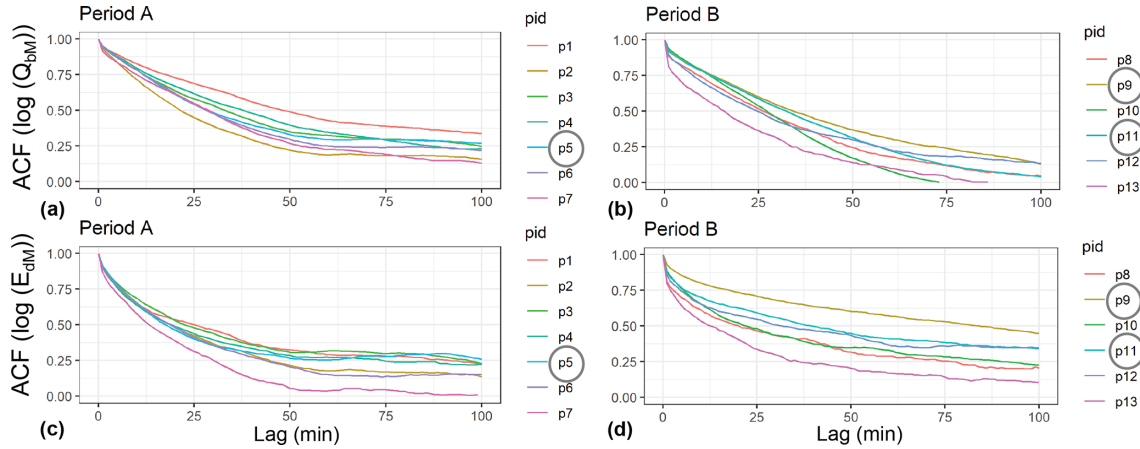 Period A
ACF (log (QbM))
1.00
0.75
0.50
0.25
0.00
0
25
50
75
100
(a)
pid
p1
p2
p3
p4
p5
p6
p7
Period B
1.00
0.75
0.50
0.25
0.00
0
25
50
75
100
(b)
pid
p8
p9
p10
p11
p12
p13
Period A
ACF (log (EdM))
1.00
0.75
0.50
0.25
0.00
0
25
50
75
100
(c)
Lag (min)
pid
p1
p2
p3
p4
p5
p6
p7
Period B
1.00
0.75
0.50
0.25
0.00
0
25
50
75
100
Lag (min)
(d)
pid
p8
p9
p10
p11
p12
p13